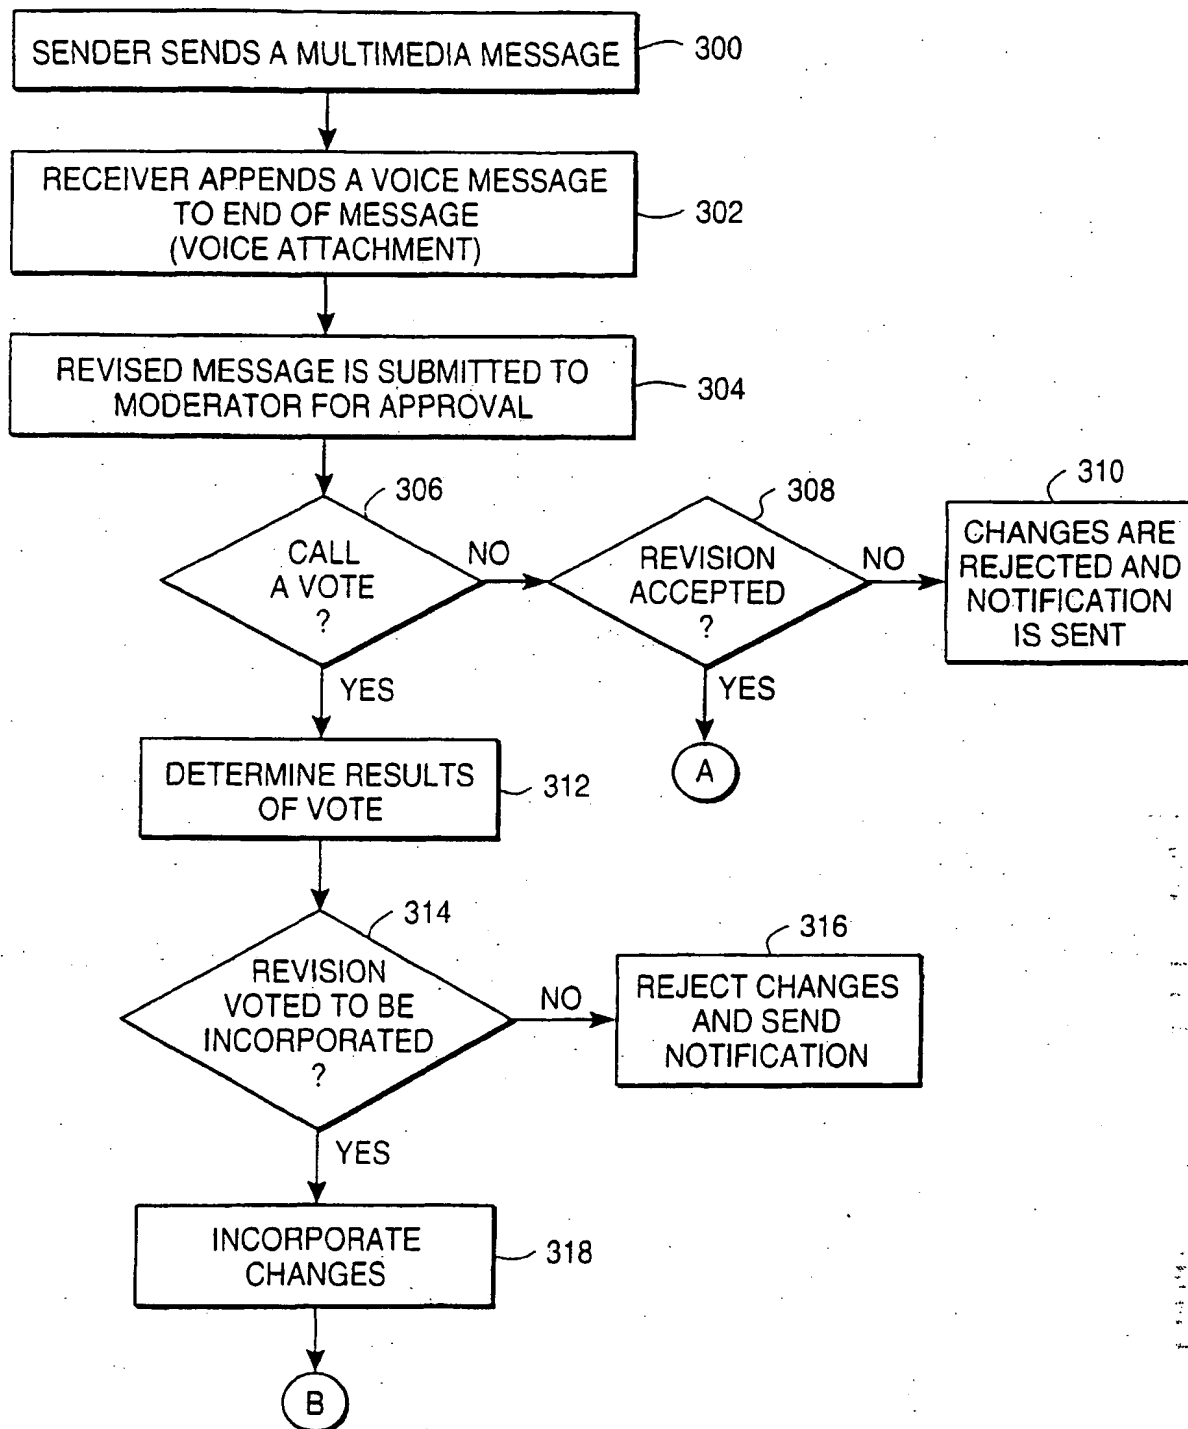 SENDER SENDS A MULTIMEDIA MESSAGE
300
RECEIVER APPENDS A VOICE MESSAGE
TO END OF MESSAGE
(VOICE ATTACHMENT)
302
REVISED MESSAGE IS SUBMITTED TO
MODERATOR FOR APPROVAL
304
306
CALL
A VOTE
?
NO
YES
308
REVISION
ACCEPTED
?
NO
YES
310
CHANGES ARE
REJECTED AND
NOTIFICATION
IS SENT
A
DETERMINE RESULTS
OF VOTE
312
314
REVISION
VOTED TO BE
INCORPORATED
?
NO
YES
316
REJECT CHANGES
AND SEND
NOTIFICATION
INCORPORATE
CHANGES
318
B